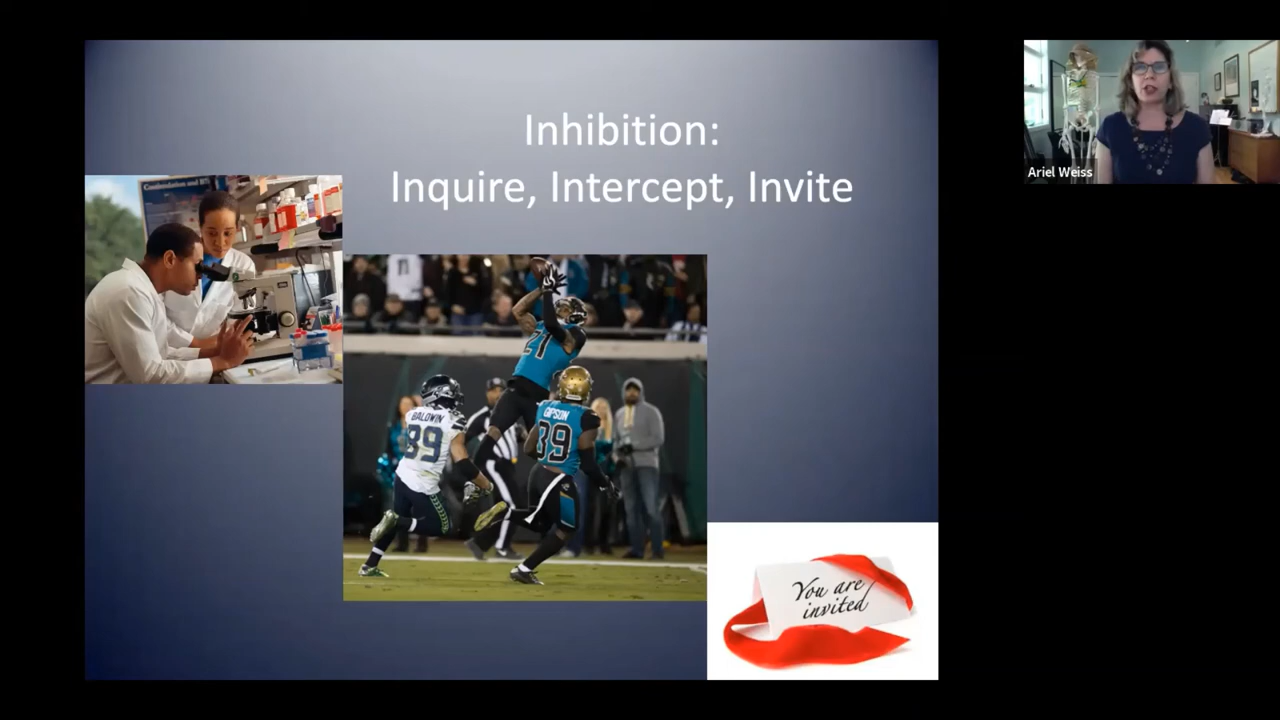 Inhibition:
Inquire, Intercept, Invite
Ariel Weiss
21
BALDWIN
89
GIPSON
39
You are
invited